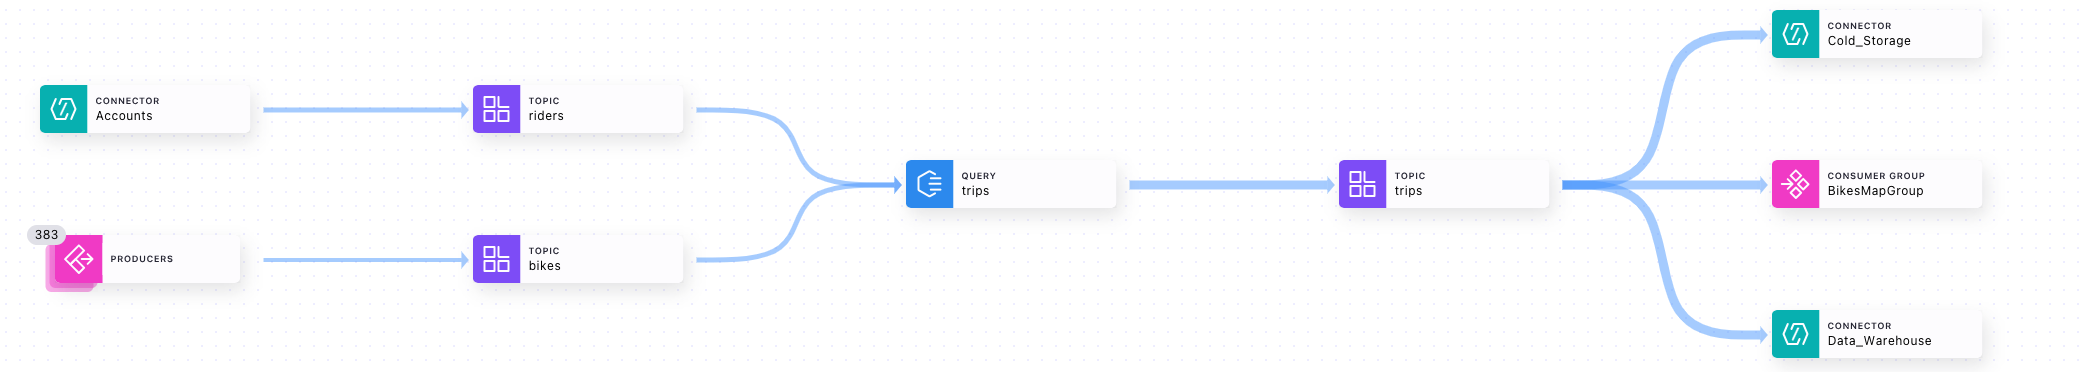 CONNECTOR
Accounts
383
PRODUCERS
TOPIC
riders
TOPIC
bikes
QUERY
trips
TOPIC
trips
CONNECTOR
Cold_Storage
CONSUMER GROUP
BikesMapGroup
CONNECTOR
Data_Warehouse